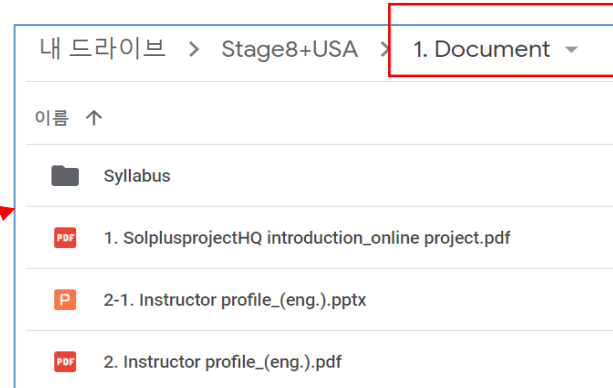 내 드라이브 > Stage8+USA > 1. Document
이름 ↑
Syllabus
PDF 1. SolplusprojectHQ introduction_online project.pdf
P 2-1. Instructor profile_(eng.).pptx
PDF 2. Instructor profile_(eng.).pdf